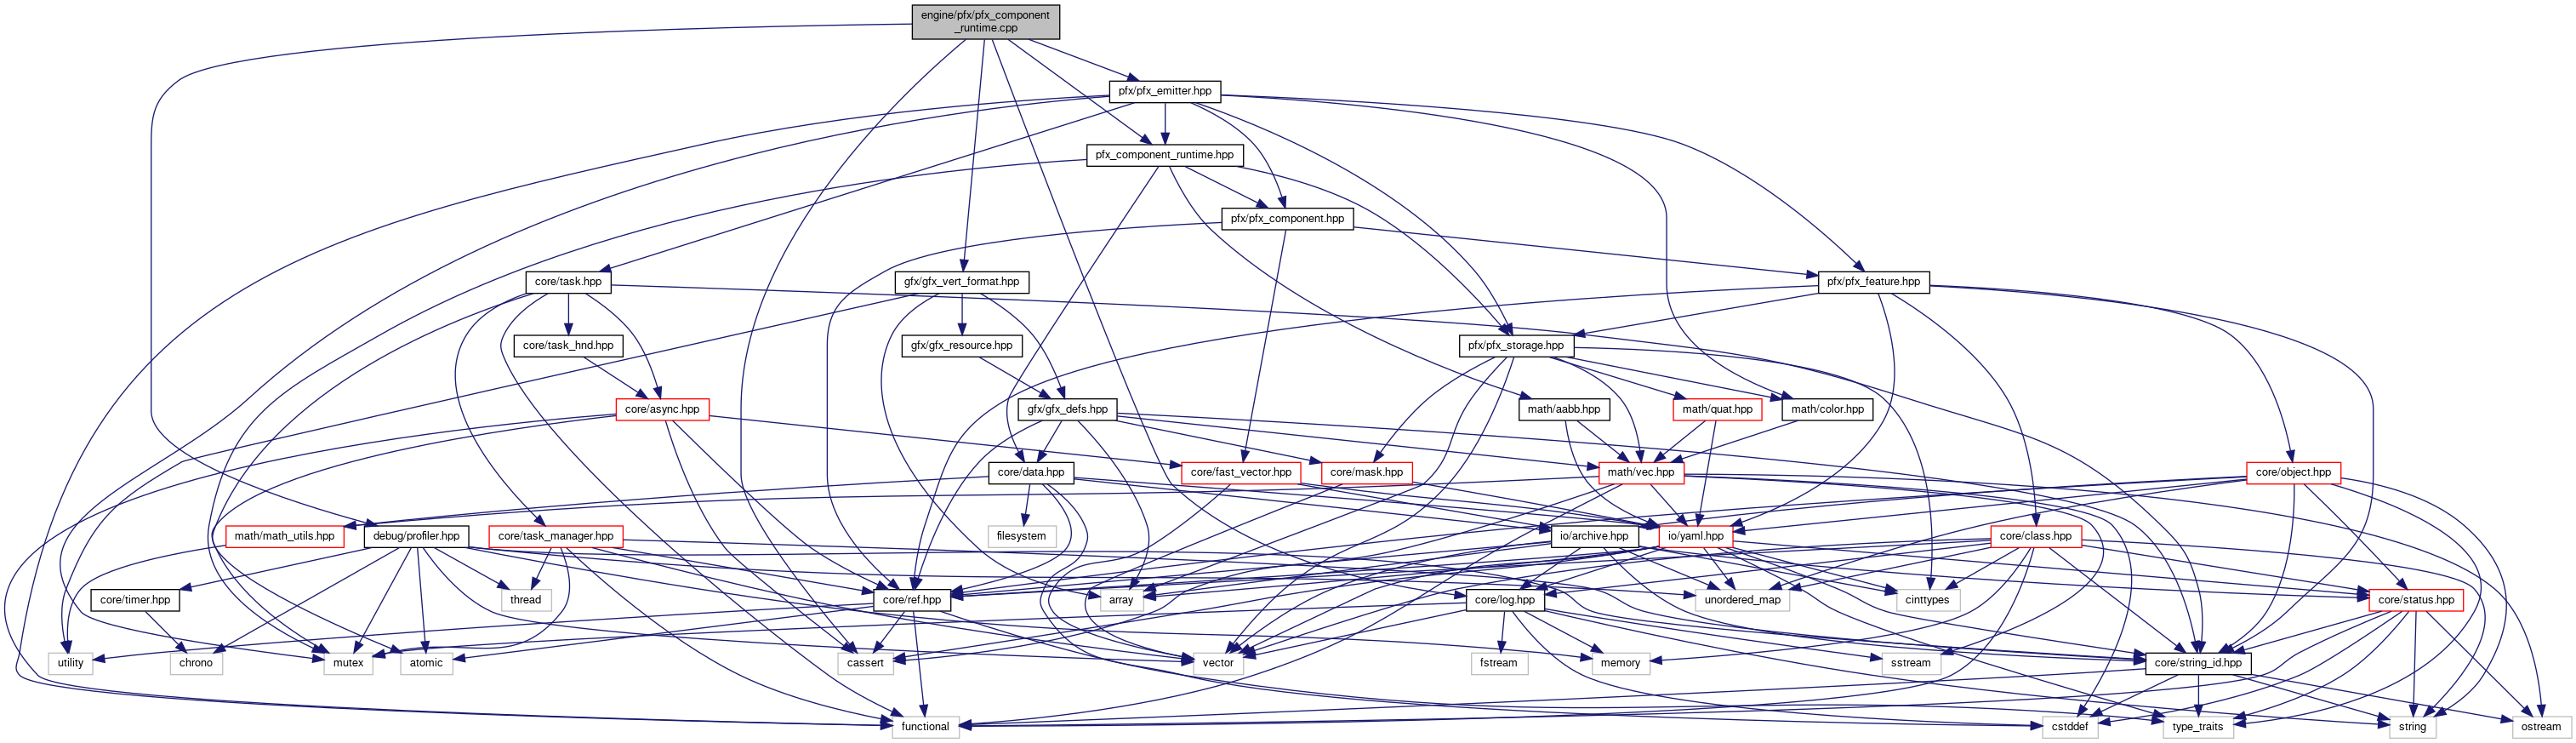 engine/pfx/pfx_component
_runtime.cpp
pfx/pfx_emitter.hpp
pfx_component_runtime.hpp
pfx/pfx_component.hpp
core/task.hpp
gfx/gfx_vert_format.hpp
pfx/pfx_feature.hpp
core/task_hnd.hpp
gfx/gfx_resource.hpp
pfx/pfx_storage.hpp
core/async.hpp
gfx/gfx_defs.hpp
math/aabb.hpp
math/quat.hpp
math/color.hpp
core/data.hpp
core/fast_vector.hpp
core/mask.hpp
math/vec.hpp
core/object.hpp
math/math_utils.hpp
debug/profiler.hpp
core/task_manager.hpp
filesystem
io/archive.hpp
io/yaml.hpp
core/class.hpp
core/timer.hpp
thread
core/ref.hpp
array
core/log.hpp
unordered_map
cinttypes
core/status.hpp
utility
chrono
mutex
atomic
cassert
vector
fstream
memory
sstream
core/string_id.hpp
functional
cstddef
type_traits
string
ostream